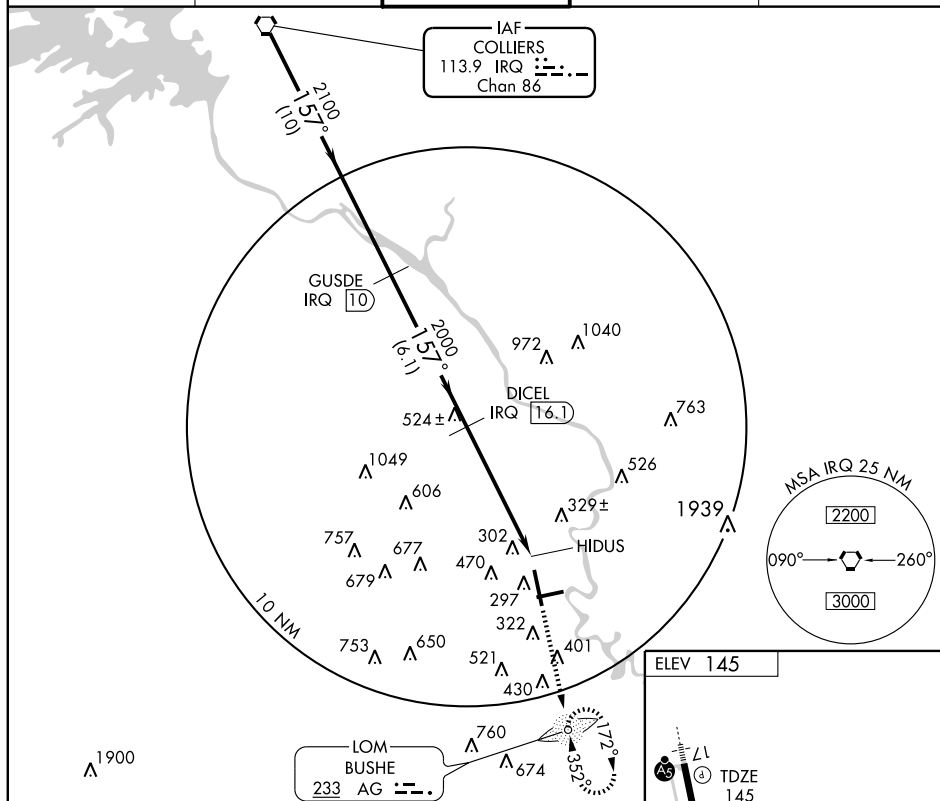 IAF
COLLIERS
113.9 IRQ
Chan 86
2100
157°
(10)
GUSDE
IRQ 10
2000
157°
(6.1)
972
1040
DICEL
IRQ 16.1
524±
763
1049
526
606
MSA IRQ 25 NM
2200
090°
260°
3000
329±
1939
302
HIDUS
757
677
679
470
297
10 NM
322
753
650
521
401
430
ELEV 145
760
172°
352°
LOM
BUSHE
233 AG
674
1900
17
A5
d
TDZE
145